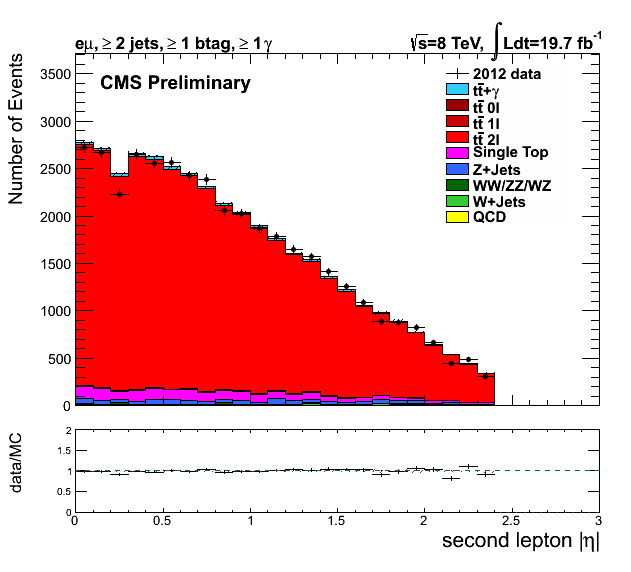 eμ, ≥ 2 jets, ≥ 1 btag, ≥ 1 γ
√s=8 TeV, ∫Ldt=19.7 fb⁻¹
CMS Preliminary
Number of Events
3500
3000
2500
2000
1500
1000
500
0
2012 data
tt̄+γ
tt̄ 0l
tt̄ 1l
tt̄ 2l
Single Top
Z+Jets
WW/ZZ/WZ
W+Jets
QCD
data/MC
2
1.5
1
0.5
0
0 0.5 1 1.5 2 2.5 3
second lepton |η|